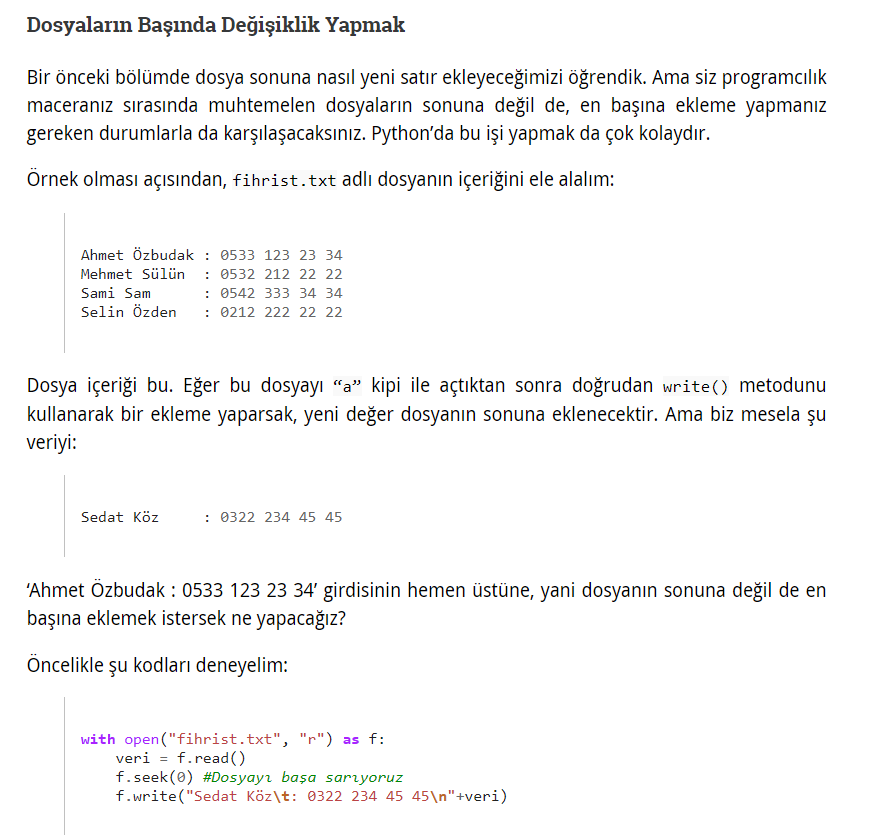 Dosyaların Başında Değişiklik Yapmak
Bir önceki bölümde dosya sonuna nasıl yeni satır ekleyeceğimizi öğrendik. Ama siz programcılık
maceranız sırasında muhtemelen dosyaların sonuna değil de, en başına ekleme yapmanız
gereken durumlarla da karşılaşacaksınız. Python’da bu işi yapmak da çok kolaydır.
Örnek olması açısından, fihrist.txt adlı dosyanın içeriğini ele alalım:
Ahmet Özbudak : 0533 123 23 34
Mehmet Sülün  : 0532 212 22 22
Sami Sam      : 0542 333 34 34
Selin Özden   : 0212 222 22 22
Dosya içeriği bu. Eğer bu dosyayı “a” kipi ile açtıktan sonra doğrudan write() metodunu
kullanarak bir ekleme yaparsak, yeni değer dosyanın sonuna eklenecektir. Ama biz mesela şu
veriyi:
Sedat Köz     : 0322 234 45 45
‘Ahmet Özbudak : 0533 123 23 34’ girdisinin hemen üstüne, yani dosyanın sonuna değil de en
başına eklemek istersek ne yapacağız?
Öncelikle şu kodları deneyelim:
with open("fihrist.txt", "r") as f:
    veri = f.read()
    f.seek(0) #Dosyayı başa sarıyoruz
    f.write("Sedat Köz\t: 0322 234 45 45\n"+veri)